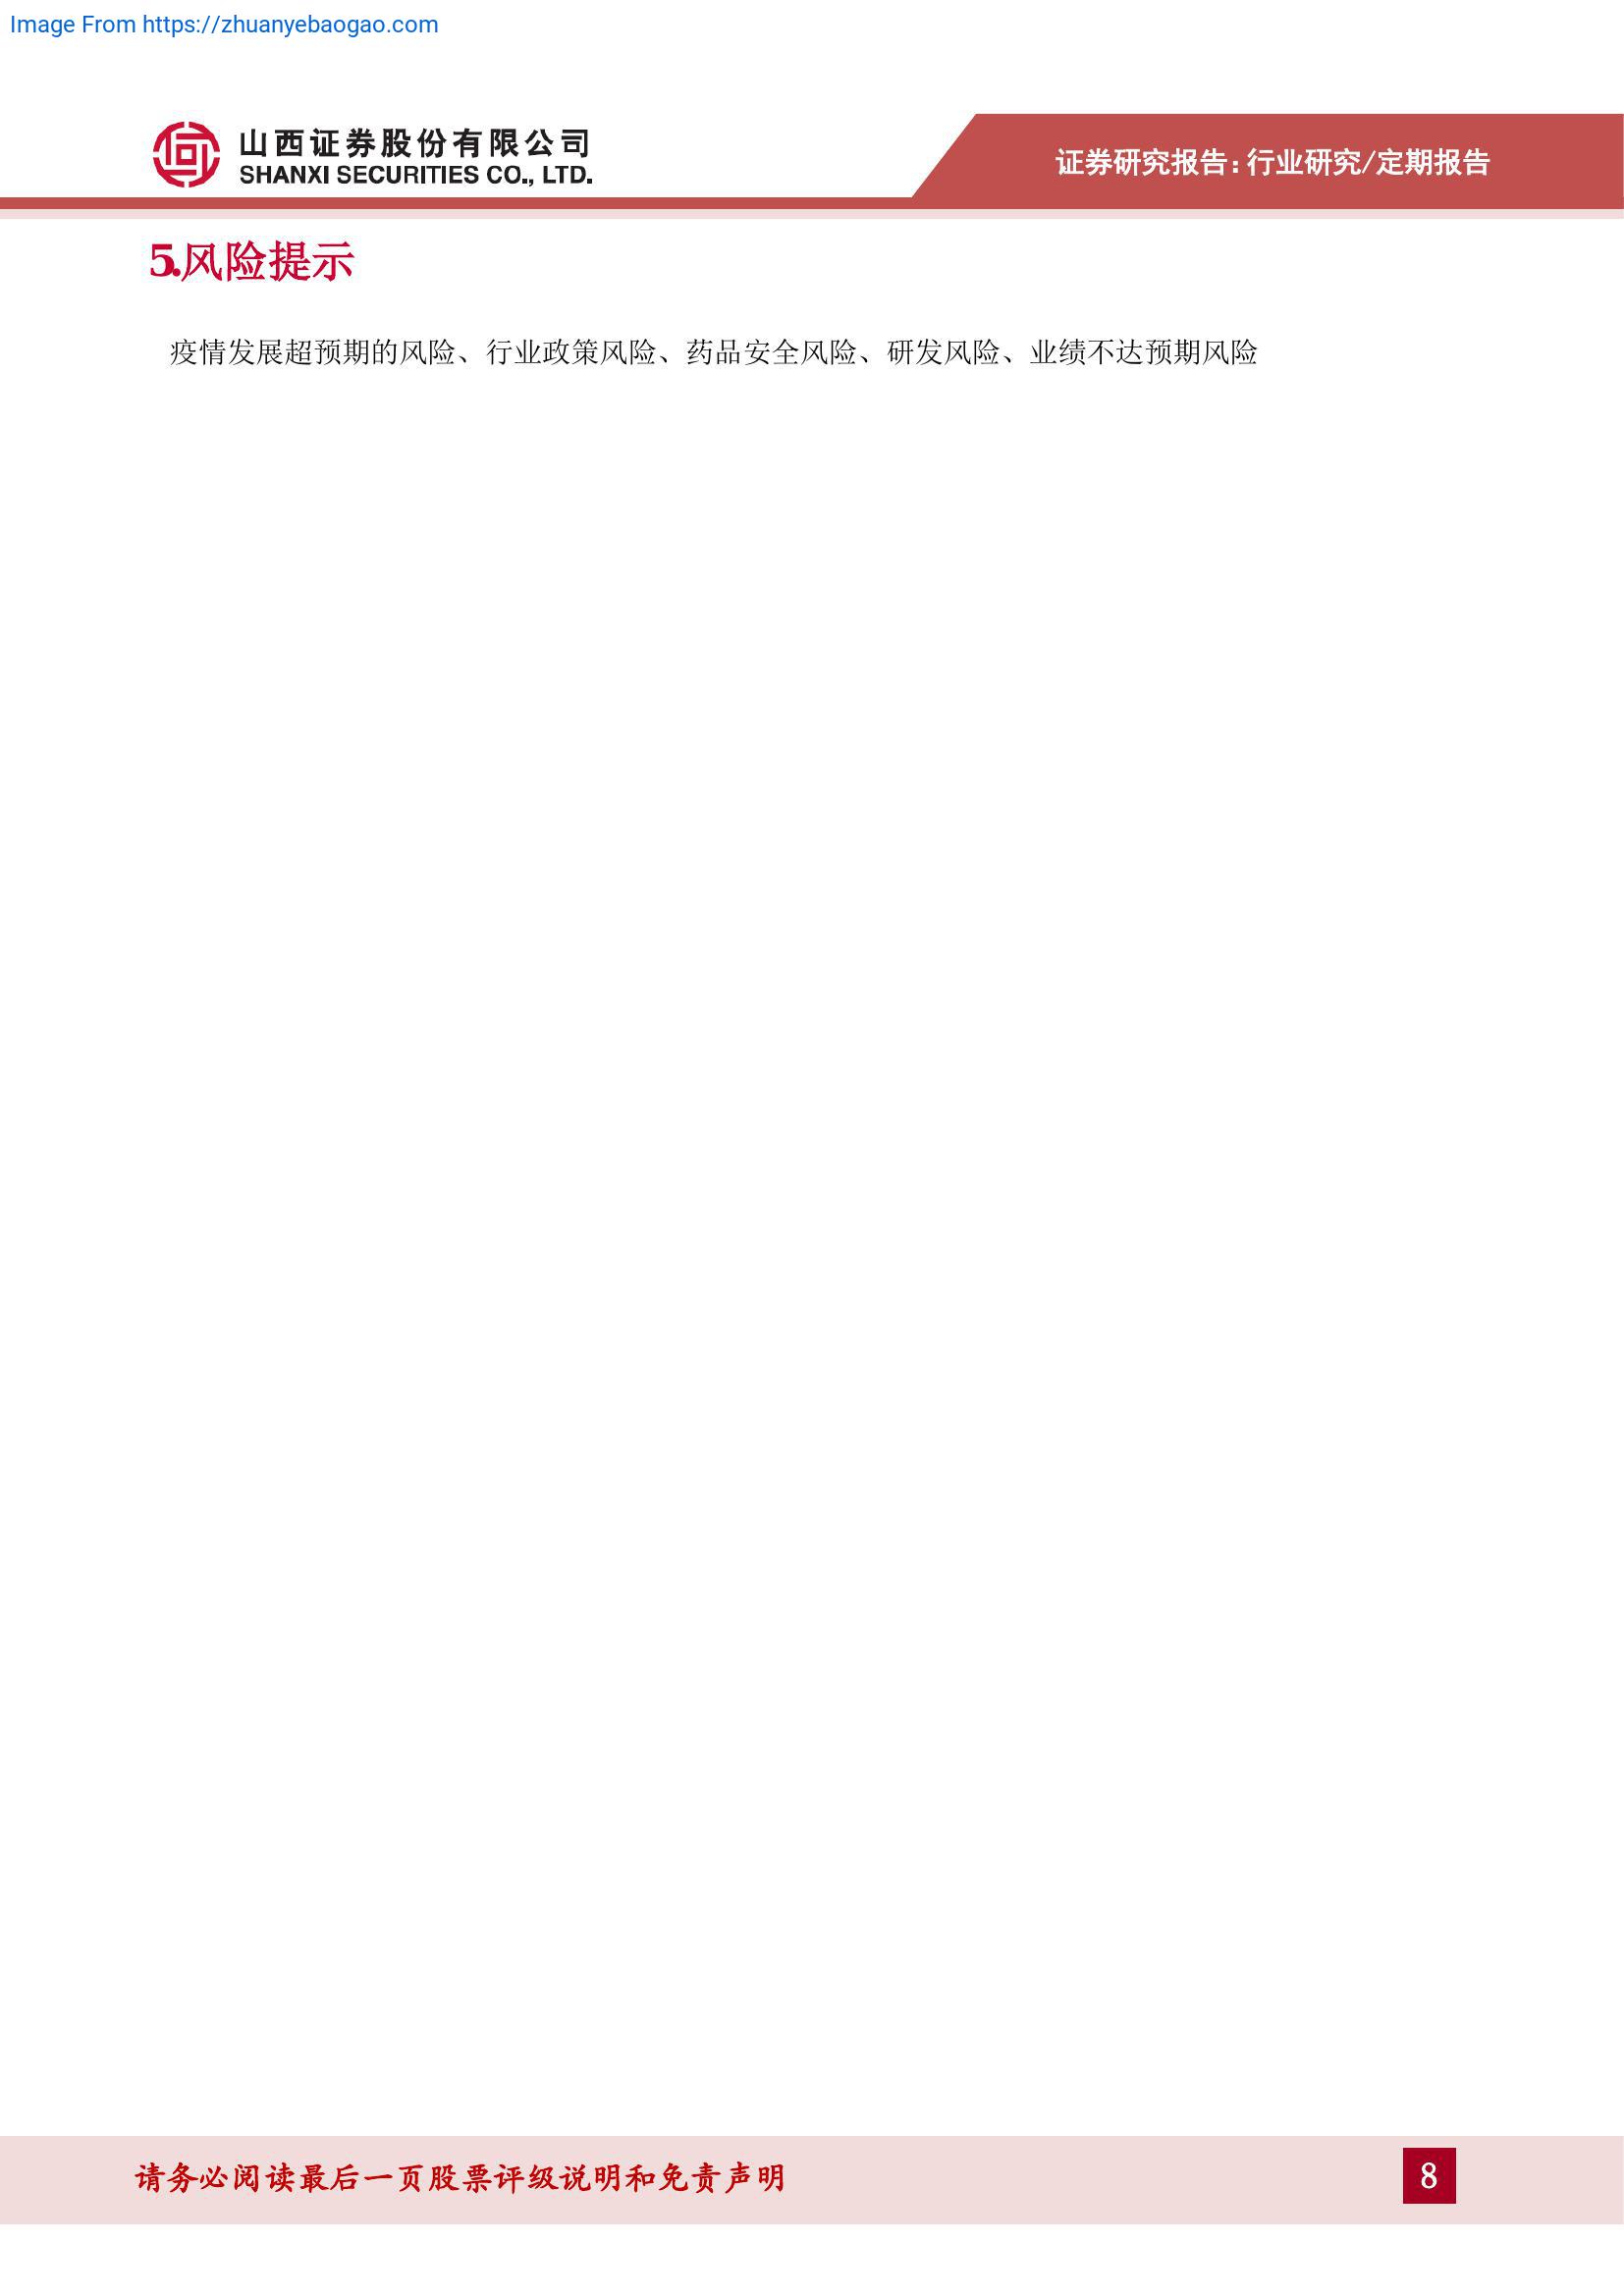 Image From https://zhuanyebaogao.com
山西证券股份有限公司
SHANXI SECURITIES CO., LTD.
证券研究报告：行业研究/定期报告
5.风险提示
疫情发展超预期的风险、行业政策风险、药品安全风险、研发风险、业绩不达预期风险
请务必阅读最后一页股票评级说明和免责声明
8